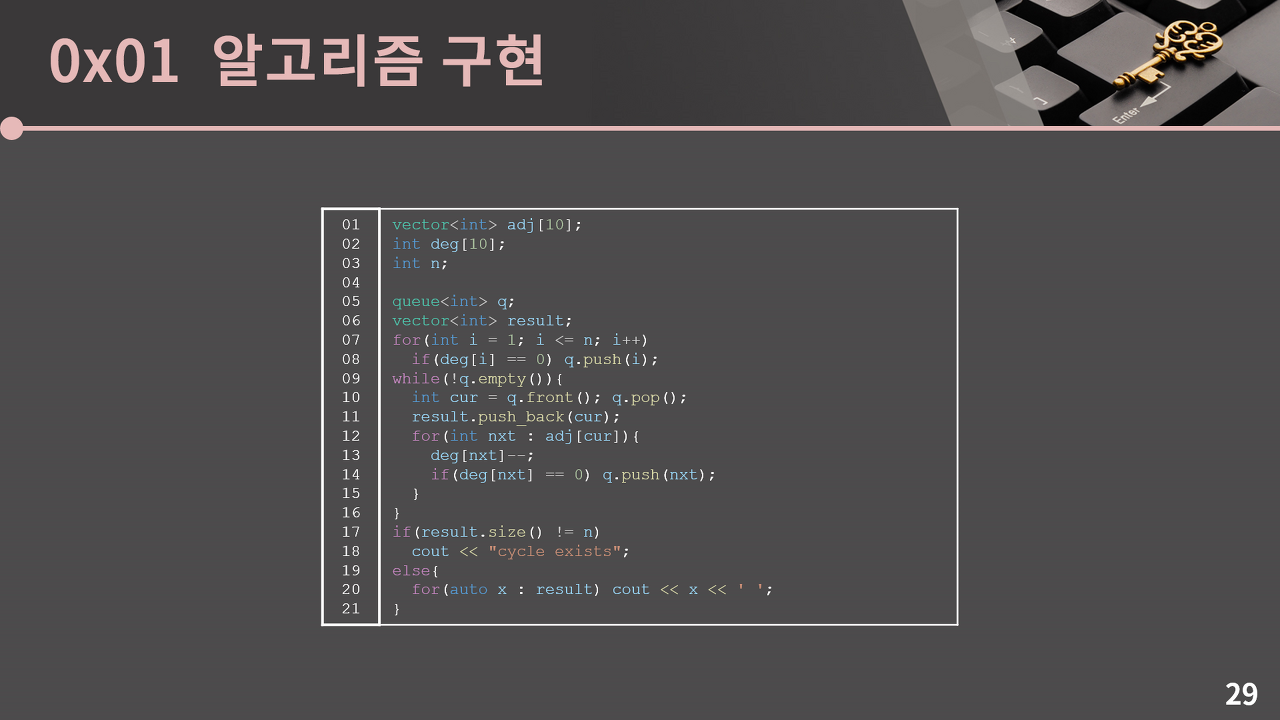 0x01 알고리즘 구현
01 vector<int> adj[10];
02 int deg[10];
03 int n;
04
05 queue<int> q;
06 vector<int> result;
07 for(int i = 1; i <= n; i++)
08   if(deg[i] == 0) q.push(i);
09 while(!q.empty()){
10   int cur = q.front(); q.pop();
11   result.push_back(cur);
12   for(int nxt : adj[cur]){
13     deg[nxt]--;
14     if(deg[nxt] == 0) q.push(nxt);
15   }
16 }
17 if(result.size() != n)
18   cout << "cycle exists";
19 else{
20   for(auto x : result) cout << x << ' ';
21 }
Enter
29